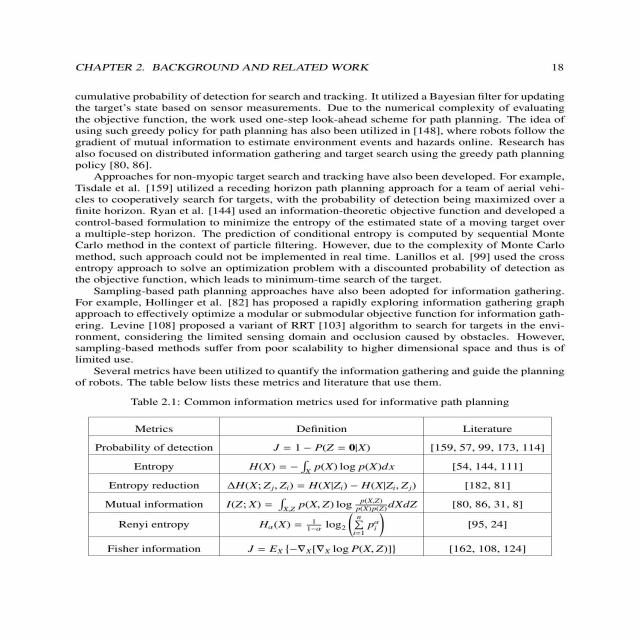 CHAPTER 2. BACKGROUND AND RELATED WORK 18
cumulative probability of detection for search and tracking. It utilized a Bayesian filter for updating
the target's state based on sensor measurements. Due to the numerical complexity of evaluating
the objective function, the work used one-step look-ahead scheme for path planning. The idea of
using such greedy policy for path planning has also been utilized in [148], where robots follow the
gradient of mutual information to estimate environment events and hazards online. Research has
also focused on distributed information gathering and target search using the greedy path planning
policy [80, 86].
Approaches for non-myopic target search and tracking have also been developed. For example,
Tisdale et al. [159] utilized a receding horizon path planning approach for a team of aerial vehi-
cles to cooperatively search for targets, with the probability of detection being maximized over a
finite horizon. Ryan et al. [144] used an information-theoretic objective function and developed a
control-based formulation to minimize the entropy of the estimated state of a moving target over
a multiple-step horizon. The prediction of conditional entropy is computed by sequential Monte
Carlo method in the context of particle filtering. However, due to the complexity of Monte Carlo
method, such approach could not be implemented in real time. Lanillos et al. [99] used the cross
entropy approach to solve an optimization problem with a discounted probability of detection as
the objective function, which leads to minimum-time search of the target.
Sampling-based path planning approaches have also been adopted for information gathering.
For example, Hollinger et al. [82] has proposed a rapidly exploring information gathering graph
approach to effectively optimize a modular or submodular objective function for information gath-
ering. Levine [108] proposed a variant of RRT [103] algorithm to search for targets in the envi-
ronment, considering the limited sensing domain and occlusion caused by obstacles. However,
sampling-based methods suffer from poor scalability to higher dimensional space and thus is of
limited use.
Several metrics have been utilized to quantify the information gathering and guide the planning
of robots. The table below lists these metrics and literature that use them.
Table 2.1: Common information metrics used for informative path planning
Metrics Definition Literature
Probability of detection J = 1 − P(Z = 0|X) [159, 57, 99, 173, 114]
Entropy H(X) = − ∫_X p(X) log p(X)dx [54, 144, 111]
Entropy reduction ΔH(X; Z_j, Z_i) = H(X|Z_i) − H(X|Z_i, Z_j) [182, 81]
Mutual information I(Z; X) = ∫_{X,Z} p(X, Z) log \frac{p(X,Z)}{p(X)p(Z)} dXdZ [80, 86, 31, 8]
Renyi entropy H_α(X) = \frac{1}{1−α} log_2 (∑_{i=1}^{n} p_i^α) [95, 24]
Fisher information J = E_X {−∇_X[∇_X log P(X, Z)]} [162, 108, 124]